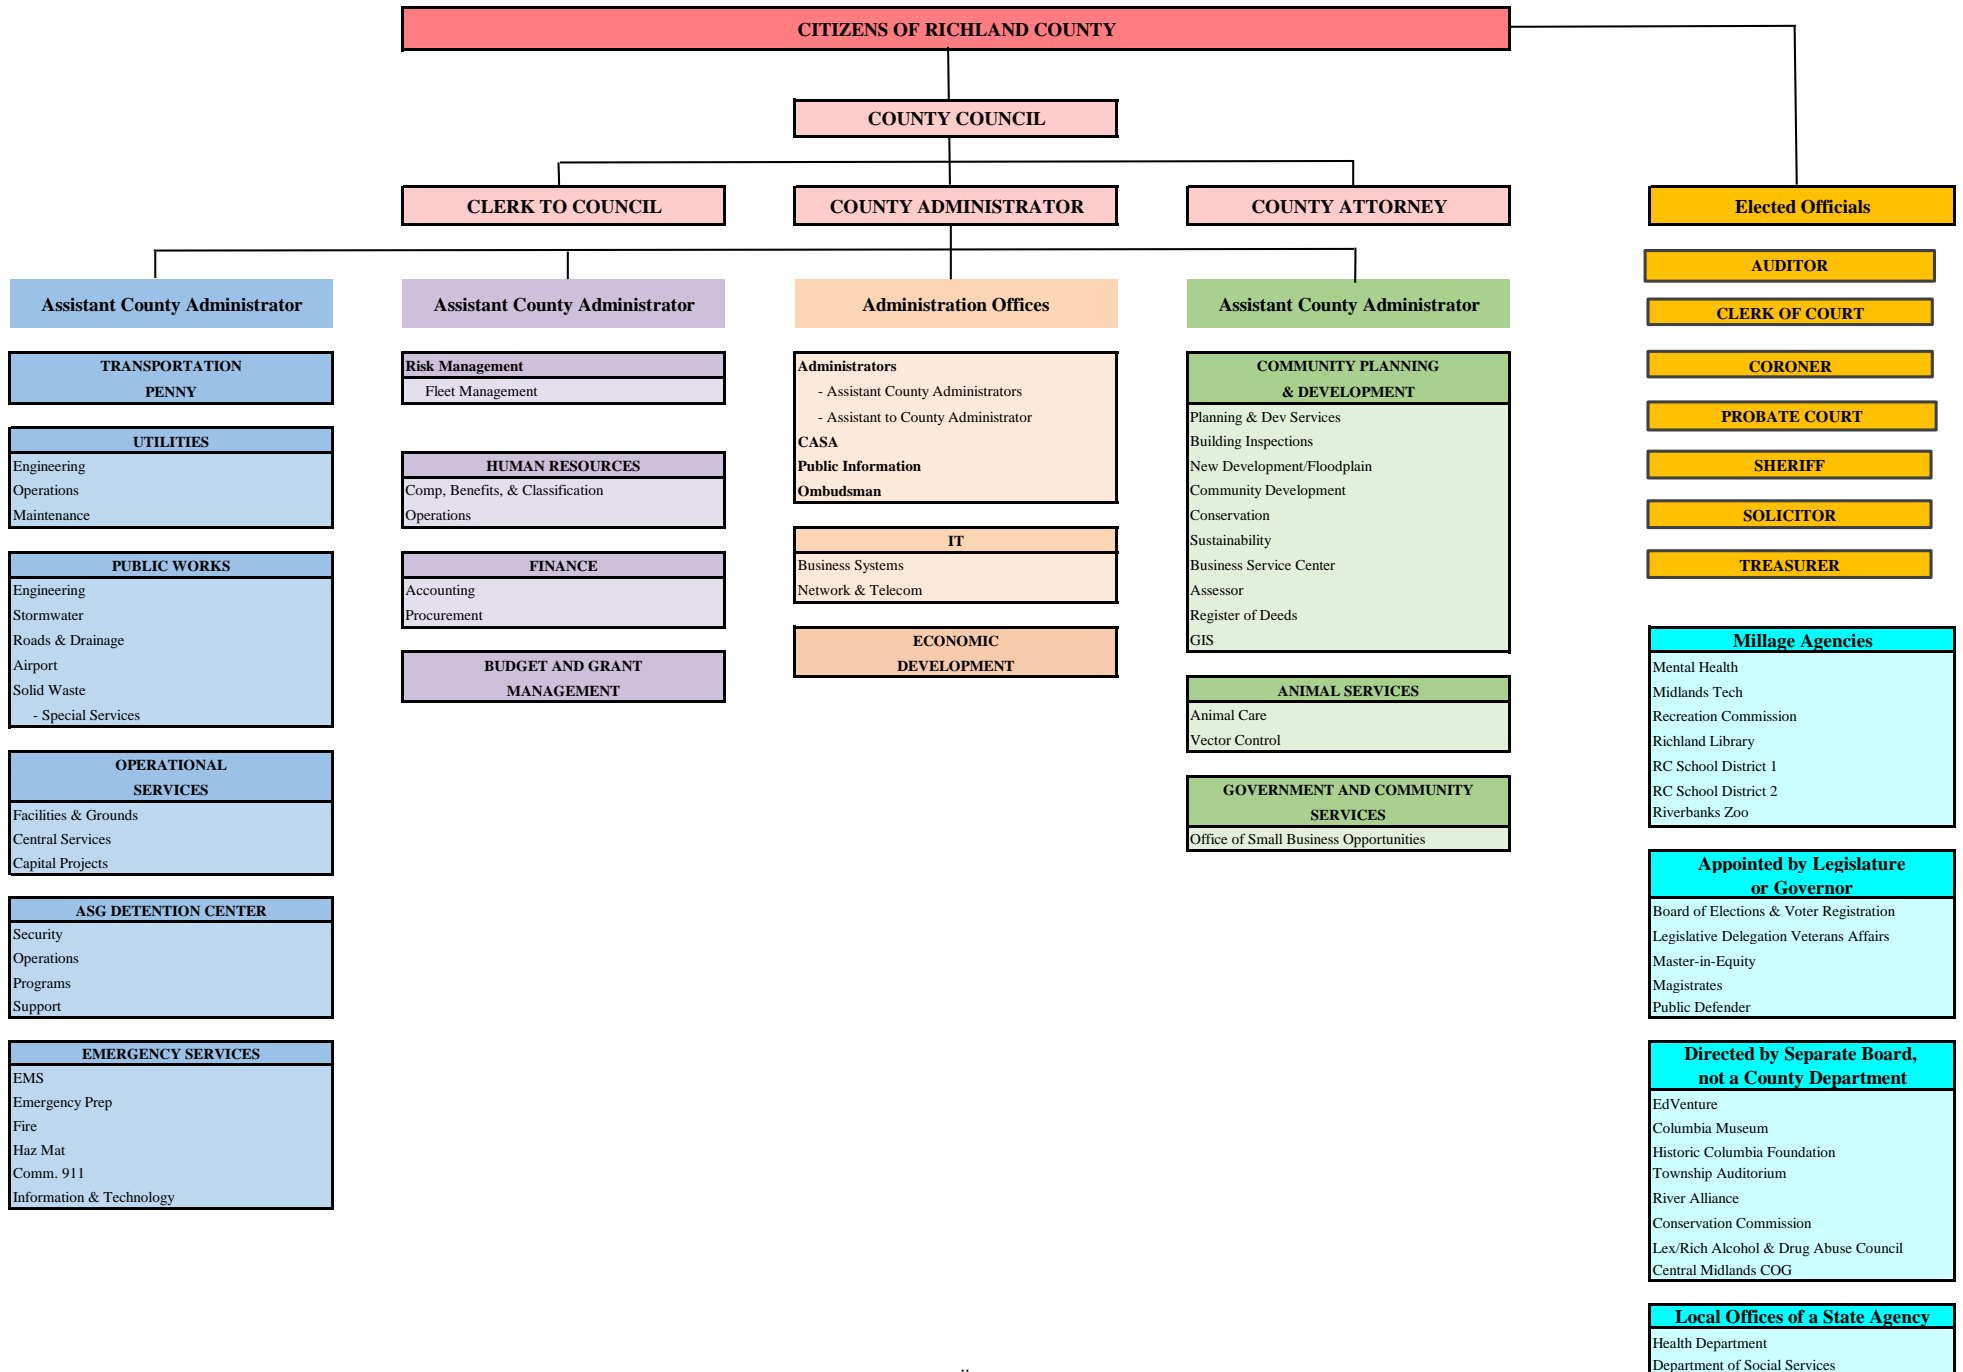 CITIZENS OF RICHLAND COUNTY
COUNTY COUNCIL
CLERK TO COUNCIL
COUNTY ADMINISTRATOR
COUNTY ATTORNEY
Elected Officials
AUDITOR
CLERK OF COURT
CORONER
PROBATE COURT
SHERIFF
SOLICITOR
TREASURER
Assistant County Administrator
TRANSPORTATION
PENNY
UTILITIES
Engineering
Operations
Maintenance
PUBLIC WORKS
Engineering
Stormwater
Roads & Drainage
Airport
Solid Waste
- Special Services
OPERATIONAL
SERVICES
Facilities & Grounds
Central Services
Capital Projects
ASG DETENTION CENTER
Security
Operations
Programs
Support
EMERGENCY SERVICES
EMS
Emergency Prep
Fire
Haz Mat
Comm. 911
Information & Technology
Assistant County Administrator
Risk Management
Fleet Management
HUMAN RESOURCES
Comp, Benefits, & Classification
Operations
FINANCE
Accounting
Procurement
BUDGET AND GRANT
MANAGEMENT
Administration Offices
Administrators
- Assistant County Administrators
- Assistant to County Administrator
CASA
Public Information
Ombudsman
IT
Business Systems
Network & Telecom
ECONOMIC
DEVELOPMENT
Assistant County Administrator
COMMUNITY PLANNING
& DEVELOPMENT
Planning & Dev Services
Building Inspections
New Development/Floodplain
Community Development
Conservation
Sustainability
Business Service Center
Assessor
Register of Deeds
GIS
ANIMAL SERVICES
Animal Care
Vector Control
GOVERNMENT AND COMMUNITY
SERVICES
Office of Small Business Opportunities
Millage Agencies
Mental Health
Midlands Tech
Recreation Commission
Richland Library
RC School District 1
RC School District 2
Riverbanks Zoo
Appointed by Legislature
or Governor
Board of Elections & Voter Registration
Legislative Delegation Veterans Affairs
Master-in-Equity
Magistrates
Public Defender
Directed by Separate Board,
not a County Department
EdVenture
Columbia Museum
Historic Columbia Foundation
Township Auditorium
River Alliance
Conservation Commission
Lex/Rich Alcohol & Drug Abuse Council
Central Midlands COG
Local Offices of a State Agency
Health Department
Department of Social Services